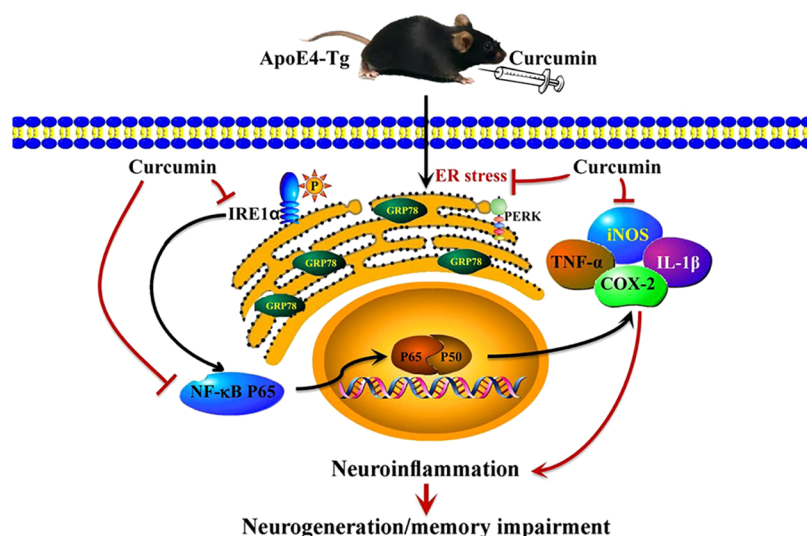 ApoE4-Tg
Curcumin
Curcumin
ER stress
Curcumin
P
IRE1α
GRP78
PERK
iNOS
TNF-α
IL-1β
COX-2
GRP78
GRP78
GRP78
P65
P50
NF-κB P65
Neuroinflammation
Neurogeneration/memory impairment